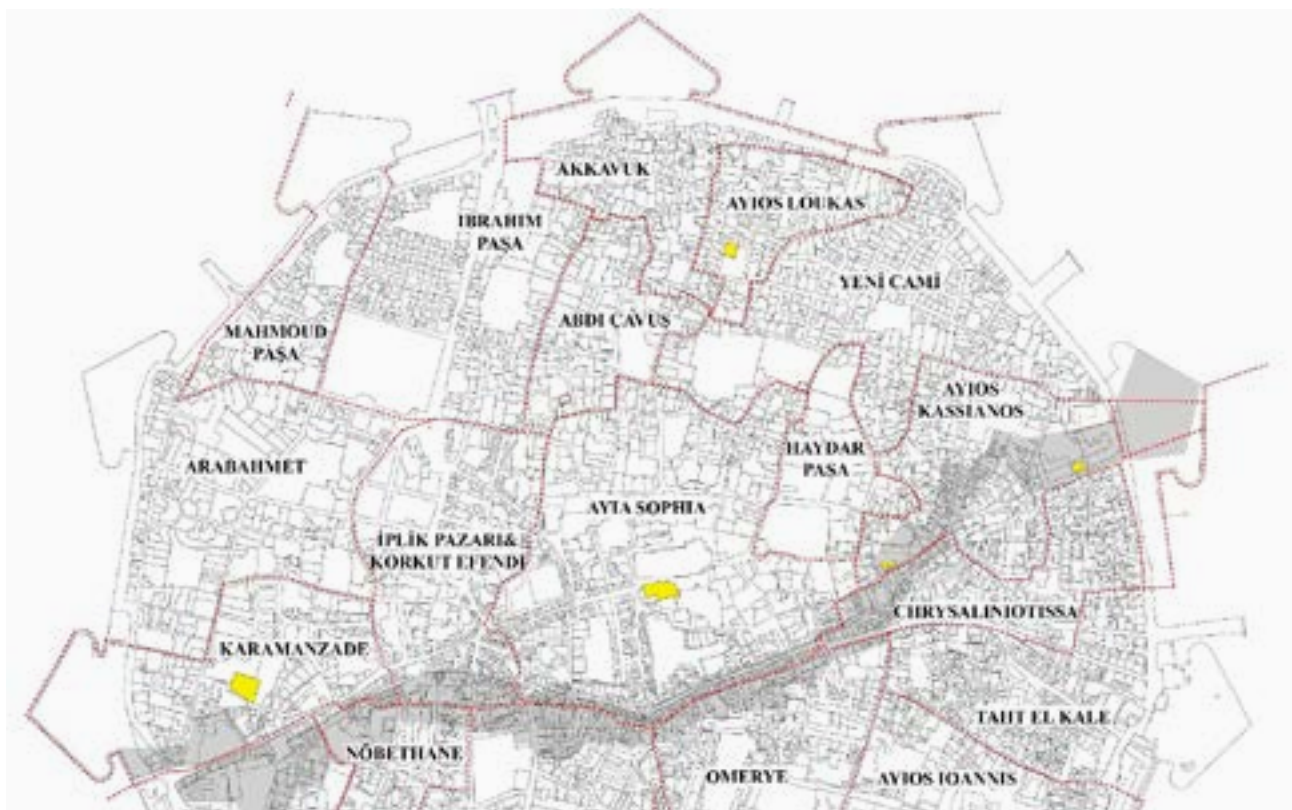 AKKAVUK
AYIOS LOUKAS
IBRAHIM
PAŞA
YENİ CAMİ
ABDI ÇAVUŞ
MAHMOUD
PAŞA
AYIOS
KASSIANOS
HAYDAR
PAŞA
ARABAHMET
AYIA SOPHIA
İPLİK PAZARI&
KORKUT EFENDI
CHRYSALINIOTISSA
KARAMANZADE
TAHT EL KALE
NÖBETHANE
OMERYE
AYIOS IOANNIS